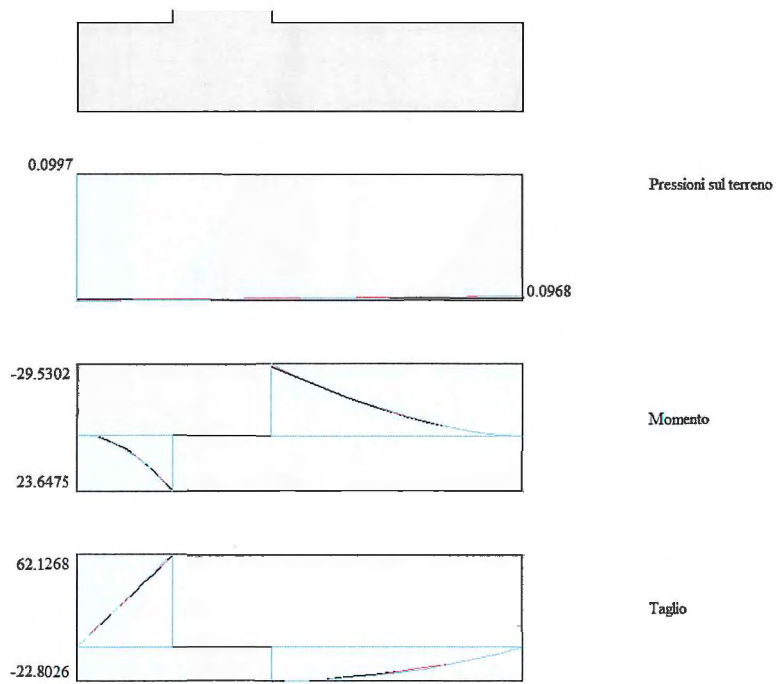 0.0997
Pressioni sul terreno
0.0968
-29.5302
Momento
23.6475
62.1268
Taglio
-22.8026